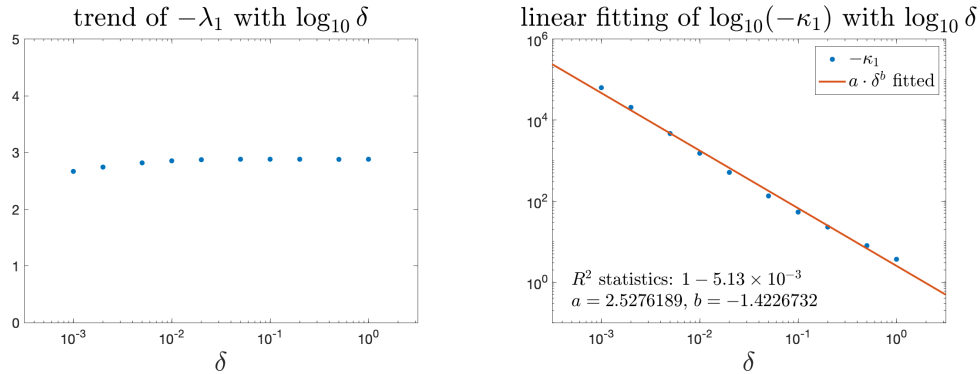 trend of −λ₁ with log₁₀ δ
5
4
3
2
1
0
10⁻³ 10⁻² 10⁻¹ 10⁰
δ
linear fitting of log₁₀(−κ₁) with log₁₀ δ
10⁶
10⁴
10²
10⁰
−κ₁
a · δᵇ fitted
R² statistics: 1 − 5.13 × 10⁻³
a = 2.5276189, b = −1.4226732
10⁻³ 10⁻² 10⁻¹ 10⁰
δ